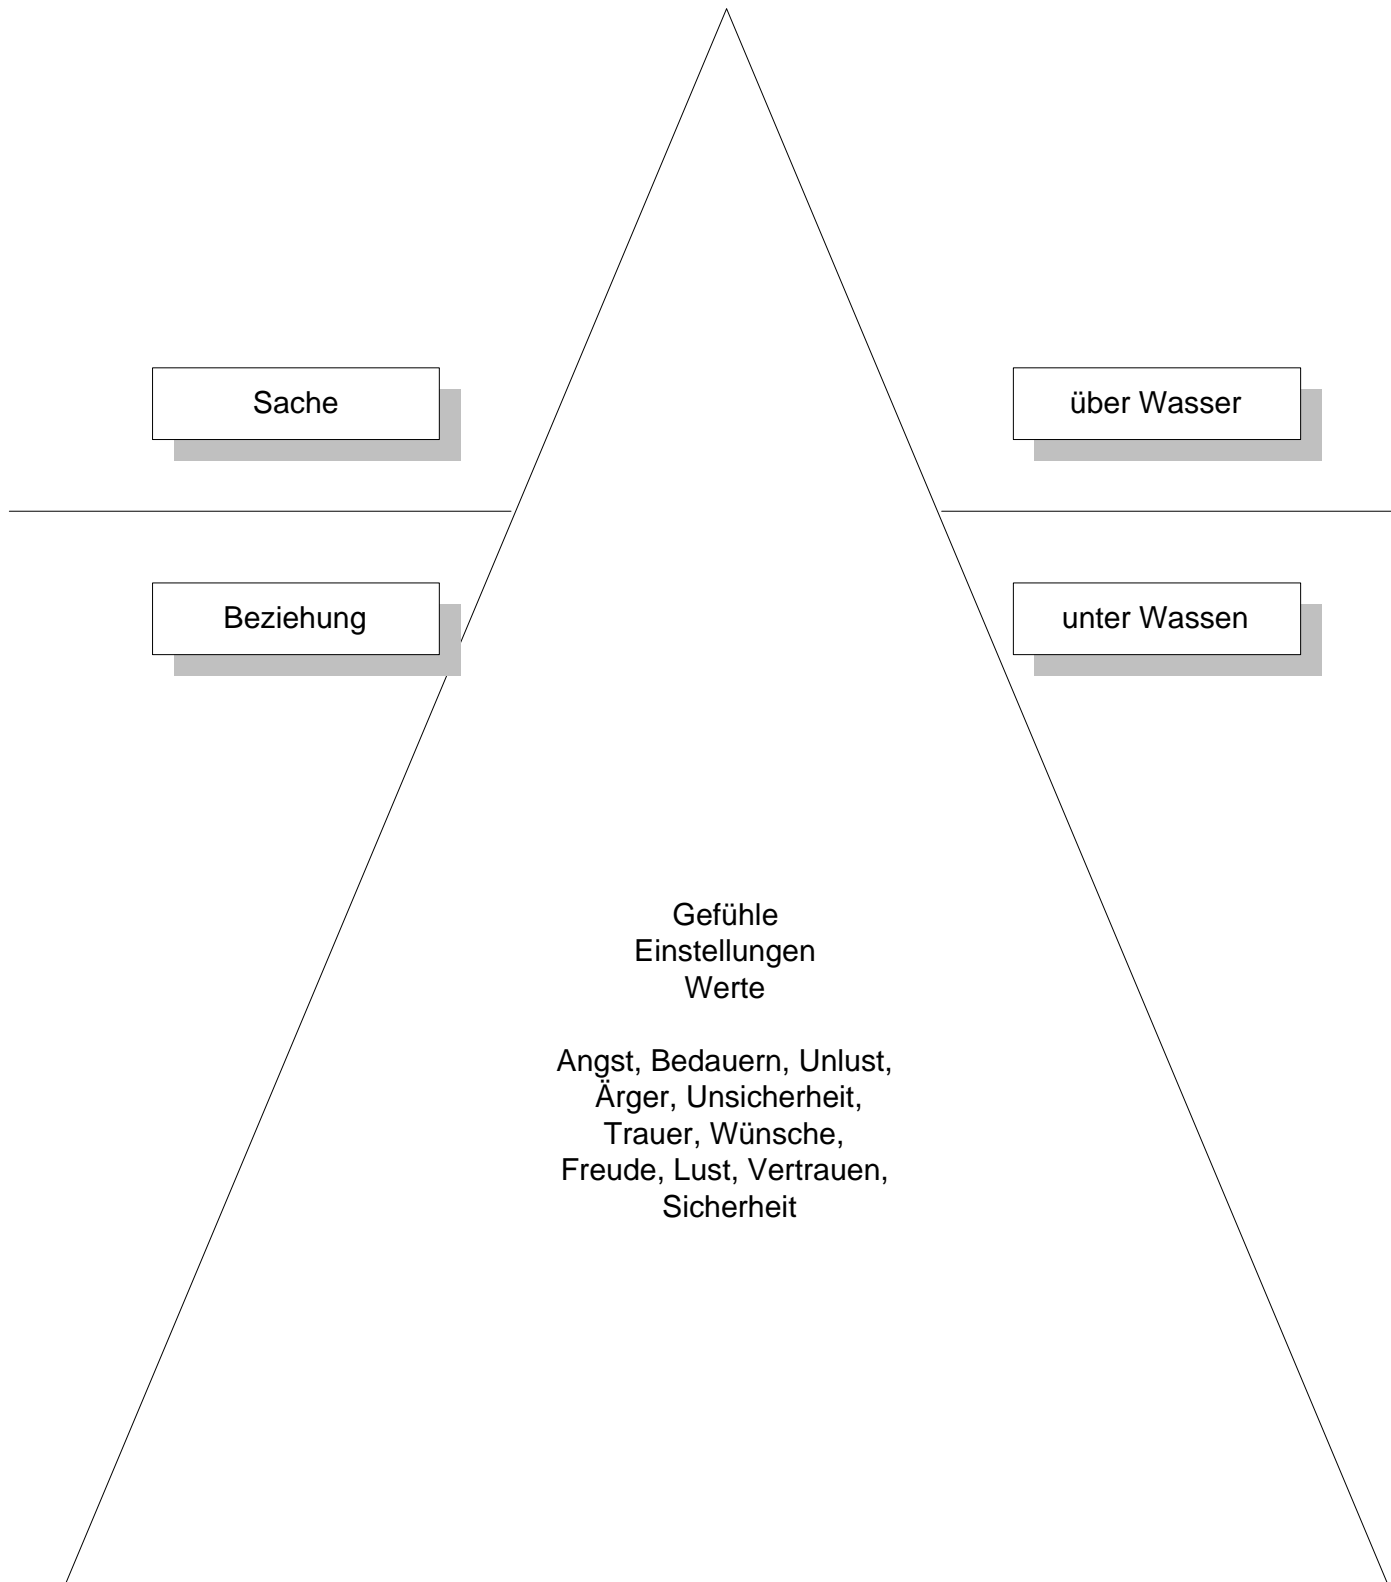 Sache
über Wasser
Beziehung
unter Wassen
Gefühle
Einstellungen
Werte
Angst, Bedauern, Unlust,
Ärger, Unsicherheit,
Trauer, Wünsche,
Freude, Lust, Vertrauen,
Sicherheit